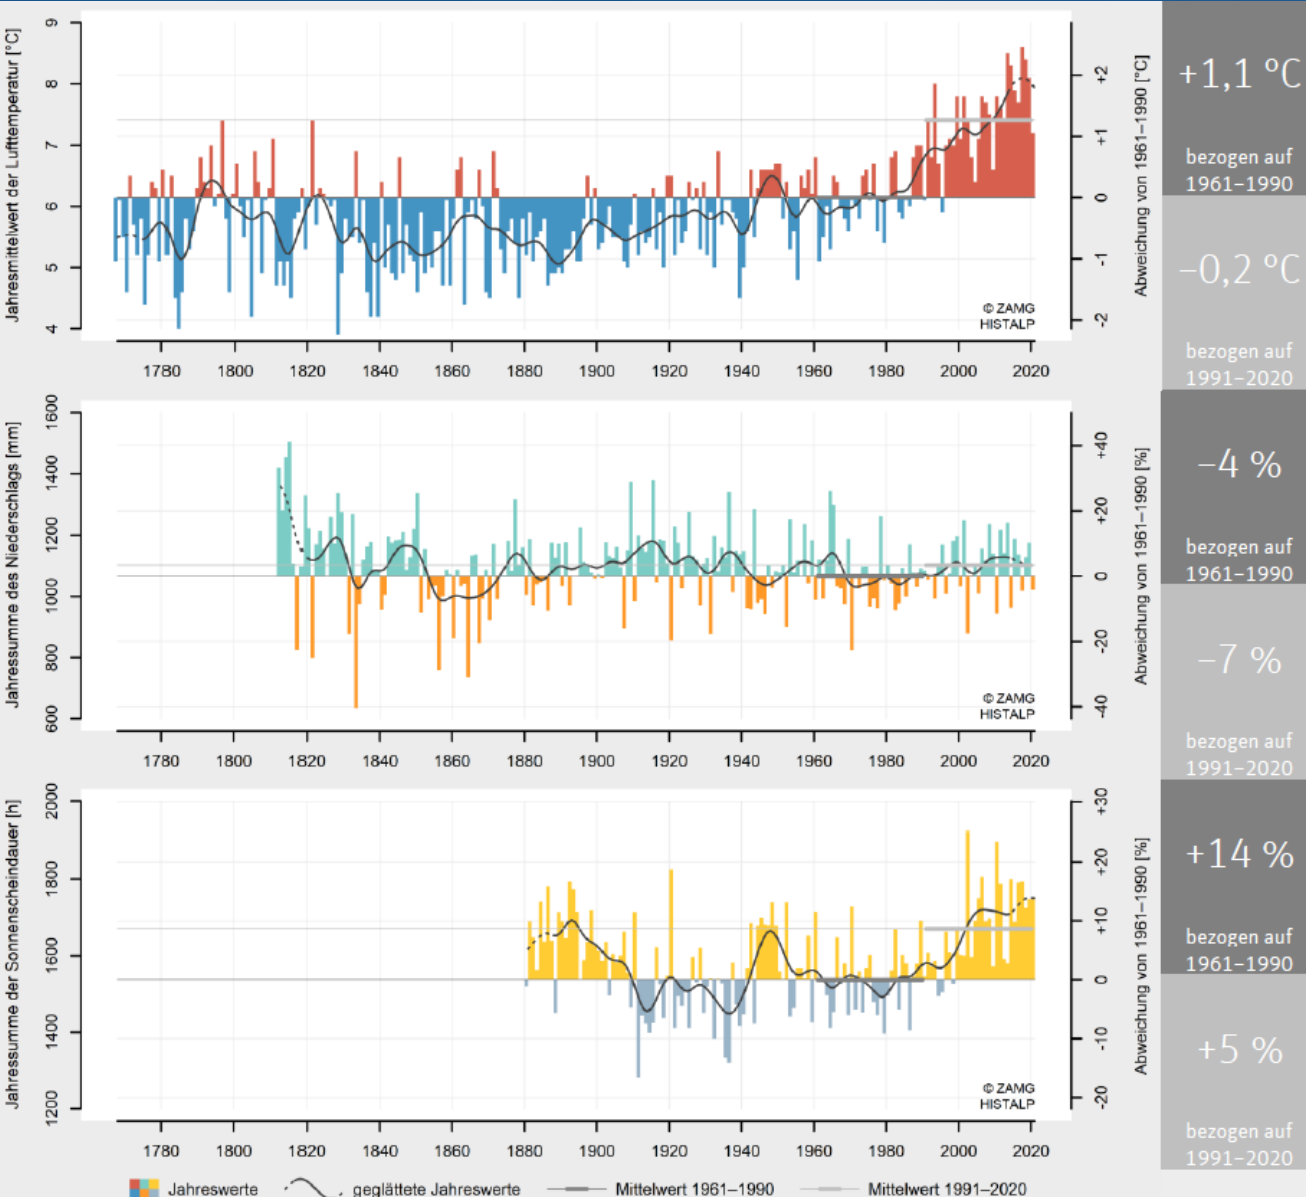 Jahresmittelwert der Lufttemperatur [°C]
9
8
7
6
5
4
+2
+1
0
-1
-2
Abweichung von 1961–1990 [°C]
© ZAMG
HISTALP
1780 1800 1820 1840 1860 1880 1900 1920 1940 1960 1980 2000 2020
+1,1 °C
bezogen auf
1961–1990
–0,2 °C
bezogen auf
1991–2020
Jahressumme des Niederschlags [mm]
1600
1400
1200
1000
800
600
+40
+20
0
-20
-40
Abweichung von 1961–1990 [%]
© ZAMG
HISTALP
1780 1800 1820 1840 1860 1880 1900 1920 1940 1960 1980 2000 2020
–4 %
bezogen auf
1961–1990
–7 %
bezogen auf
1991–2020
Jahressumme der Sonnenscheindauer [h]
2000
1800
1600
1400
1200
+30
+20
+10
0
-10
-20
Abweichung von 1961–1990 [%]
© ZAMG
HISTALP
1780 1800 1820 1840 1860 1880 1900 1920 1940 1960 1980 2000 2020
+14 %
bezogen auf
1961–1990
+5 %
bezogen auf
1991–2020
Jahreswerte geglättete Jahreswerte Mittelwert 1961–1990 Mittelwert 1991–2020